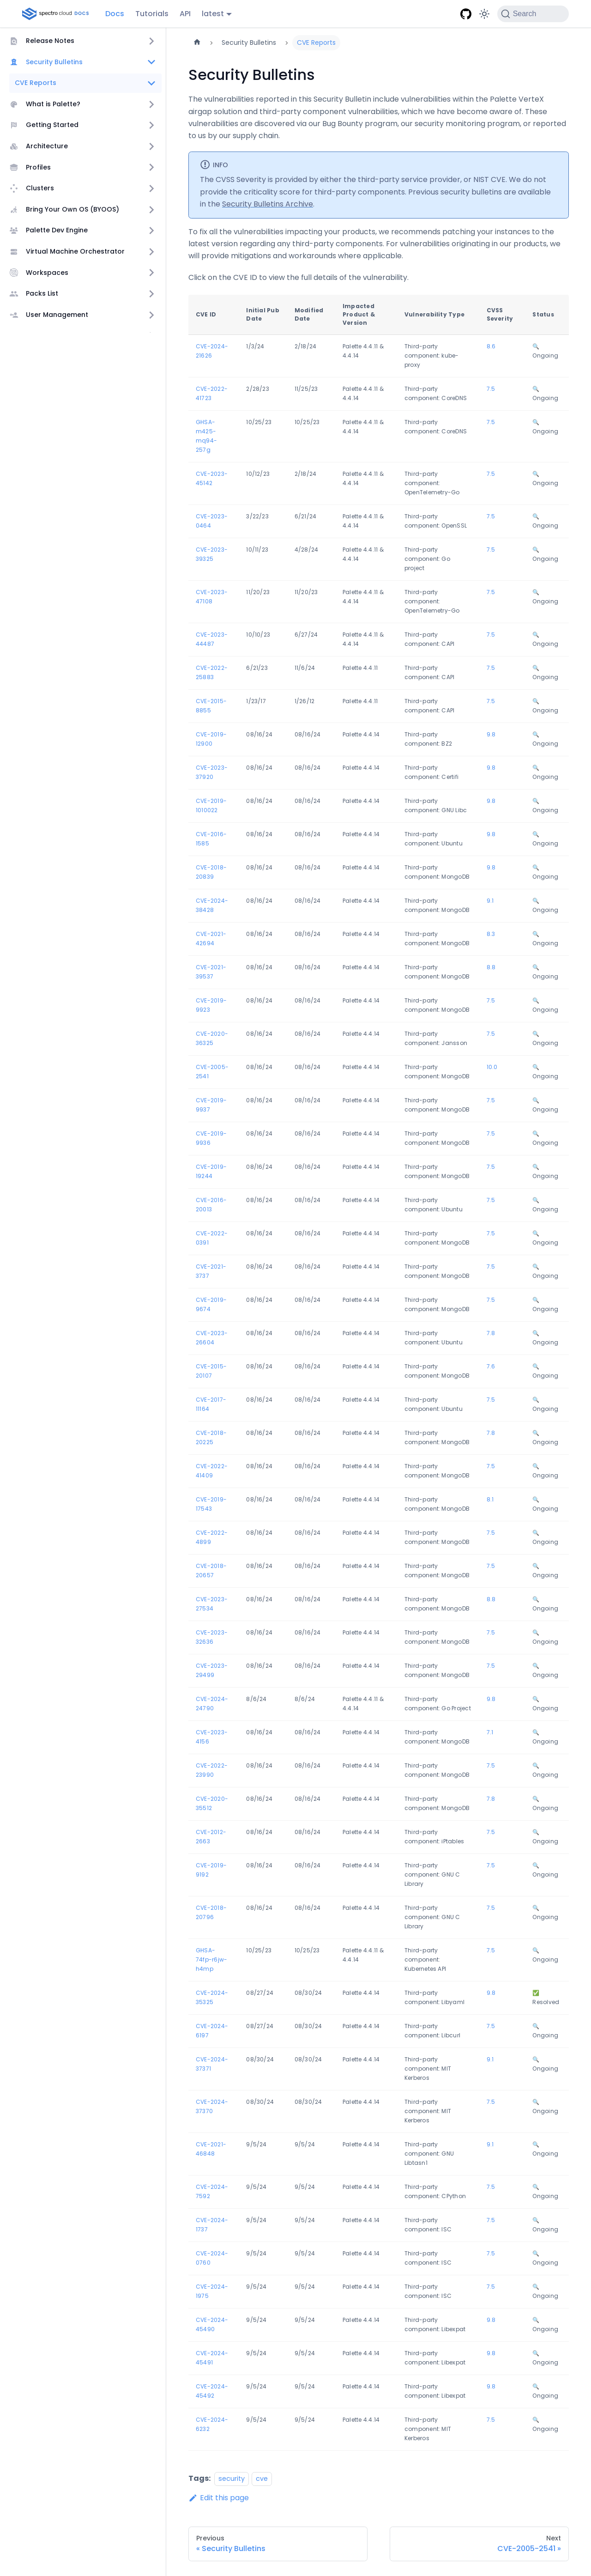 spectro cloud DOCS
Docs
Tutorials
API
latest
Search
Release Notes
Security Bulletins
CVE Reports
What is Palette?
Getting Started
Architecture
Profiles
Clusters
Bring Your Own OS (BYOOS)
Palette Dev Engine
Virtual Machine Orchestrator
Workspaces
Packs List
User Management
Security Bulletins
CVE Reports
Security Bulletins
The vulnerabilities reported in this Security Bulletin include vulnerabilities within the Palette VerteX
airgap solution and third-party component vulnerabilities, which we have become aware of. These
vulnerabilities are discovered via our Bug Bounty program, our security monitoring program, or reported
to us by our supply chain.
INFO
The CVSS Severity is provided by either the third-party service provider, or NIST CVE. We do not
provide the criticality score for third-party components. Previous security bulletins are available
in the Security Bulletins Archive.
To fix all the vulnerabilities impacting your products, we recommends patching your instances to the
latest version regarding any third-party components. For vulnerabilities originating in our products, we
will provide mitigations and workarounds where applicable.
Click on the CVE ID to view the full details of the vulnerability.
CVE ID Initial Pub Date Modified Date Impacted Product & Version Vulnerability Type CVSS Severity Status
CVE-2024-21626 1/3/24 2/18/24 Palette 4.4.11 & 4.4.14 Third-party component: kube-proxy 8.6 Ongoing
CVE-2022-41723 2/28/23 11/25/23 Palette 4.4.11 & 4.4.14 Third-party component: CoreDNS 7.5 Ongoing
GHSA-m425-mq94-257g 10/25/23 10/25/23 Palette 4.4.11 & 4.4.14 Third-party component: CoreDNS 7.5 Ongoing
CVE-2023-45142 10/12/23 2/18/24 Palette 4.4.11 & 4.4.14 Third-party component: OpenTelemetry-Go 7.5 Ongoing
CVE-2023-0464 3/22/23 6/21/24 Palette 4.4.11 & 4.4.14 Third-party component: OpenSSL 7.5 Ongoing
CVE-2023-39325 10/11/23 4/28/24 Palette 4.4.11 & 4.4.14 Third-party component: Go project 7.5 Ongoing
CVE-2023-47108 11/20/23 11/20/23 Palette 4.4.11 & 4.4.14 Third-party component: OpenTelemetry-Go 7.5 Ongoing
CVE-2023-44487 10/10/23 6/27/24 Palette 4.4.11 & 4.4.14 Third-party component: CAPI 7.5 Ongoing
CVE-2022-25883 6/21/23 11/6/24 Palette 4.4.11 Third-party component: CAPI 7.5 Ongoing
CVE-2015-8855 1/23/17 1/26/12 Palette 4.4.11 Third-party component: CAPI 7.5 Ongoing
CVE-2019-12900 08/16/24 08/16/24 Palette 4.4.14 Third-party component: BZ2 9.8 Ongoing
CVE-2023-37920 08/16/24 08/16/24 Palette 4.4.14 Third-party component: Certifi 9.8 Ongoing
CVE-2019-1010022 08/16/24 08/16/24 Palette 4.4.14 Third-party component: GNU Libc 9.8 Ongoing
CVE-2016-1585 08/16/24 08/16/24 Palette 4.4.14 Third-party component: Ubuntu 9.8 Ongoing
CVE-2018-20839 08/16/24 08/16/24 Palette 4.4.14 Third-party component: MongoDB 9.8 Ongoing
CVE-2024-38428 08/16/24 08/16/24 Palette 4.4.14 Third-party component: MongoDB 9.1 Ongoing
CVE-2021-42694 08/16/24 08/16/24 Palette 4.4.14 Third-party component: MongoDB 8.3 Ongoing
CVE-2021-39537 08/16/24 08/16/24 Palette 4.4.14 Third-party component: MongoDB 8.8 Ongoing
CVE-2019-9923 08/16/24 08/16/24 Palette 4.4.14 Third-party component: MongoDB 7.5 Ongoing
CVE-2020-36325 08/16/24 08/16/24 Palette 4.4.14 Third-party component: Jansson 7.5 Ongoing
CVE-2005-2541 08/16/24 08/16/24 Palette 4.4.14 Third-party component: MongoDB 10.0 Ongoing
CVE-2019-9937 08/16/24 08/16/24 Palette 4.4.14 Third-party component: MongoDB 7.5 Ongoing
CVE-2019-9936 08/16/24 08/16/24 Palette 4.4.14 Third-party component: MongoDB 7.5 Ongoing
CVE-2019-19244 08/16/24 08/16/24 Palette 4.4.14 Third-party component: MongoDB 7.5 Ongoing
CVE-2016-20013 08/16/24 08/16/24 Palette 4.4.14 Third-party component: Ubuntu 7.5 Ongoing
CVE-2022-0391 08/16/24 08/16/24 Palette 4.4.14 Third-party component: MongoDB 7.5 Ongoing
CVE-2021-3737 08/16/24 08/16/24 Palette 4.4.14 Third-party component: MongoDB 7.5 Ongoing
CVE-2019-9674 08/16/24 08/16/24 Palette 4.4.14 Third-party component: MongoDB 7.5 Ongoing
CVE-2023-26604 08/16/24 08/16/24 Palette 4.4.14 Third-party component: Ubuntu 7.8 Ongoing
CVE-2015-20107 08/16/24 08/16/24 Palette 4.4.14 Third-party component: MongoDB 7.6 Ongoing
CVE-2017-11164 08/16/24 08/16/24 Palette 4.4.14 Third-party component: Ubuntu 7.5 Ongoing
CVE-2018-20225 08/16/24 08/16/24 Palette 4.4.14 Third-party component: MongoDB 7.8 Ongoing
CVE-2022-41409 08/16/24 08/16/24 Palette 4.4.14 Third-party component: MongoDB 7.5 Ongoing
CVE-2019-17543 08/16/24 08/16/24 Palette 4.4.14 Third-party component: MongoDB 8.1 Ongoing
CVE-2022-4899 08/16/24 08/16/24 Palette 4.4.14 Third-party component: MongoDB 7.5 Ongoing
CVE-2018-20657 08/16/24 08/16/24 Palette 4.4.14 Third-party component: MongoDB 7.5 Ongoing
CVE-2023-27534 08/16/24 08/16/24 Palette 4.4.14 Third-party component: MongoDB 8.8 Ongoing
CVE-2023-32636 08/16/24 08/16/24 Palette 4.4.14 Third-party component: MongoDB 7.5 Ongoing
CVE-2023-29499 08/16/24 08/16/24 Palette 4.4.14 Third-party component: MongoDB 7.5 Ongoing
CVE-2024-24790 8/6/24 8/6/24 Palette 4.4.11 & 4.4.14 Third-party component: Go Project 9.8 Ongoing
CVE-2023-4156 08/16/24 08/16/24 Palette 4.4.14 Third-party component: MongoDB 7.1 Ongoing
CVE-2022-23990 08/16/24 08/16/24 Palette 4.4.14 Third-party component: MongoDB 7.5 Ongoing
CVE-2020-35512 08/16/24 08/16/24 Palette 4.4.14 Third-party component: MongoDB 7.8 Ongoing
CVE-2012-2663 08/16/24 08/16/24 Palette 4.4.14 Third-party component: iPtables 7.5 Ongoing
CVE-2019-9192 08/16/24 08/16/24 Palette 4.4.14 Third-party component: GNU C Library 7.5 Ongoing
CVE-2018-20796 08/16/24 08/16/24 Palette 4.4.14 Third-party component: GNU C Library 7.5 Ongoing
GHSA-74fp-r6jw-h4mp 10/25/23 10/25/23 Palette 4.4.11 & 4.4.14 Third-party component: Kubernetes API 7.5 Ongoing
CVE-2024-35325 08/27/24 08/30/24 Palette 4.4.14 Third-party component: Libyaml 9.8 Resolved
CVE-2024-6197 08/27/24 08/30/24 Palette 4.4.14 Third-party component: Libcurl 7.5 Ongoing
CVE-2024-37371 08/30/24 08/30/24 Palette 4.4.14 Third-party component: MIT Kerberos 9.1 Ongoing
CVE-2024-37370 08/30/24 08/30/24 Palette 4.4.14 Third-party component: MIT Kerberos 7.5 Ongoing
CVE-2021-46848 9/5/24 9/5/24 Palette 4.4.14 Third-party component: GNU Libtasn1 9.1 Ongoing
CVE-2024-7592 9/5/24 9/5/24 Palette 4.4.14 Third-party component: CPython 7.5 Ongoing
CVE-2024-1737 9/5/24 9/5/24 Palette 4.4.14 Third-party component: ISC 7.5 Ongoing
CVE-2024-0760 9/5/24 9/5/24 Palette 4.4.14 Third-party component: ISC 7.5 Ongoing
CVE-2024-1975 9/5/24 9/5/24 Palette 4.4.14 Third-party component: ISC 7.5 Ongoing
CVE-2024-45490 9/5/24 9/5/24 Palette 4.4.14 Third-party component: Libexpat 9.8 Ongoing
CVE-2024-45491 9/5/24 9/5/24 Palette 4.4.14 Third-party component: Libexpat 9.8 Ongoing
CVE-2024-45492 9/5/24 9/5/24 Palette 4.4.14 Third-party component: Libexpat 9.8 Ongoing
CVE-2024-6232 9/5/24 9/5/24 Palette 4.4.14 Third-party component: MIT Kerberos 7.5 Ongoing
Tags: security cve
Edit this page
Previous
« Security Bulletins
Next
CVE-2005-2541 »